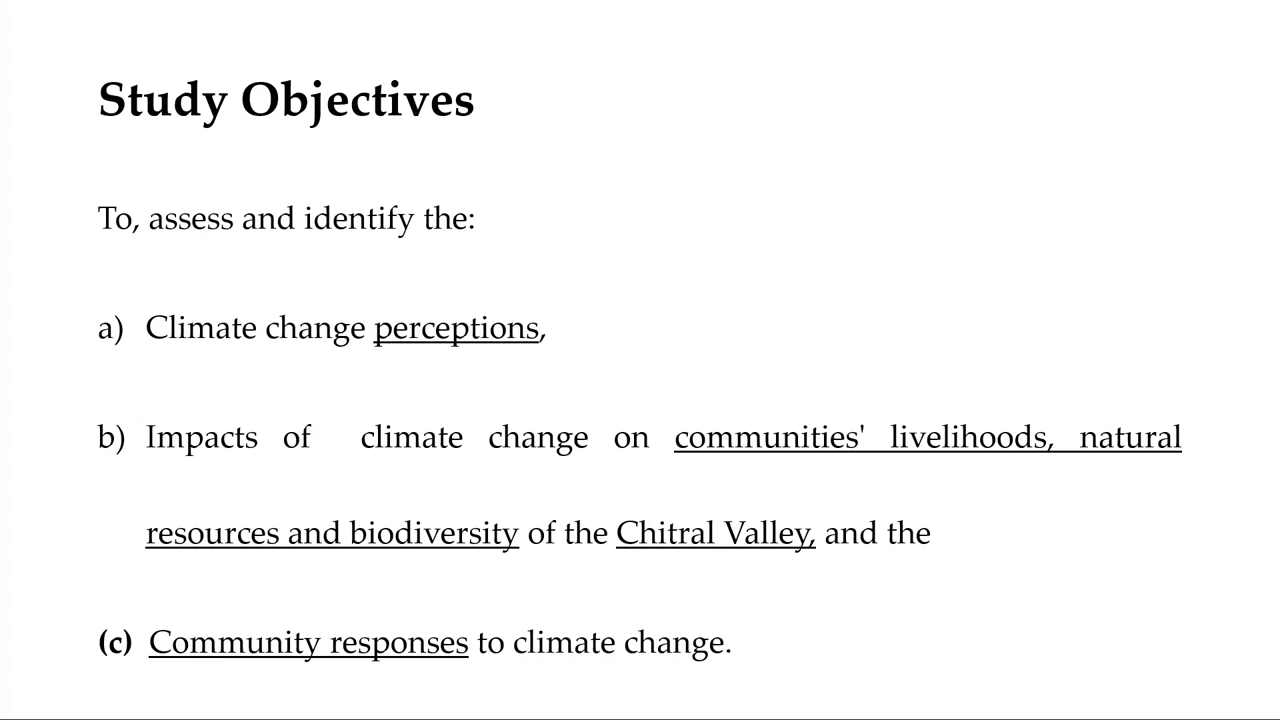 Study Objectives
To, assess and identify the:
a) Climate change perceptions,
b) Impacts of climate change on communities' livelihoods, natural
resources and biodiversity of the Chitral Valley, and the
(c) Community responses to climate change.